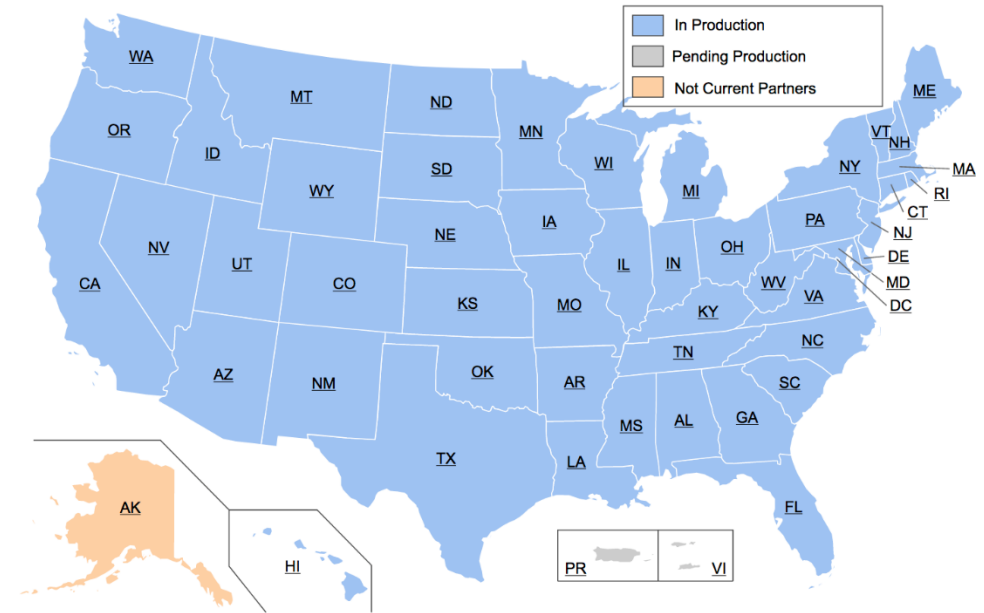 In Production
Pending Production
Not Current Partners
WA
MT
ND
MN
ME
OR
ID
WY
SD
WI
MI
VT
NH
NY
MA
RI
CT
NJ
NV
UT
CO
NE
IA
IL
IN
OH
PA
DE
MD
DC
CA
KS
MO
KY
WV
VA
AZ
NM
OK
AR
TN
NC
SC
TX
LA
MS
AL
GA
FL
AK
HI
PR
VI